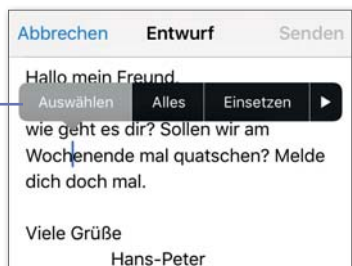 Abbrechen Entwurf Senden
Hallo mein Freund,
Auswählen Alles Einsetzen ▶
wie geht es dir? Sollen wir am
Wochenende mal quatschen? Melde
dich doch mal.
Viele Grüße
Hans-Peter